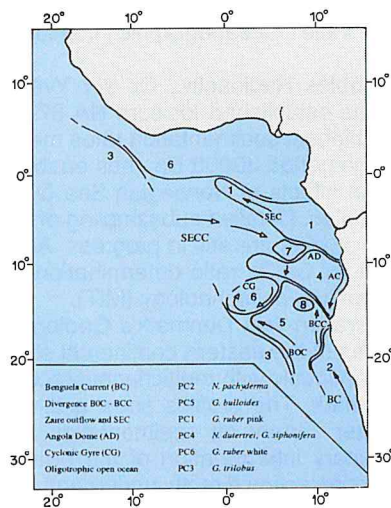 20° 10° 0° 10°
10° 10°
3 6
0° 0°
1 1
SEC
SECC
7 AD
10° 4 AC 10°
CG
6 8
5 BCC
20° 3 BOC 2 20°
BC
Benguela Current (BC) PC2 N. pachyderma
Divergence BOC - BCC PC5 G. bulloides
Zaire outflow and SEC PC1 G. ruber pink
Angola Dome (AD) PC4 N. dutertrei, G. siphonifera
Cyclonic Gyre (CG) PC6 G. ruber white
Oligotrophic open ocean PC3 G. trilobus
30° 30°
20° 10° 0° 10°